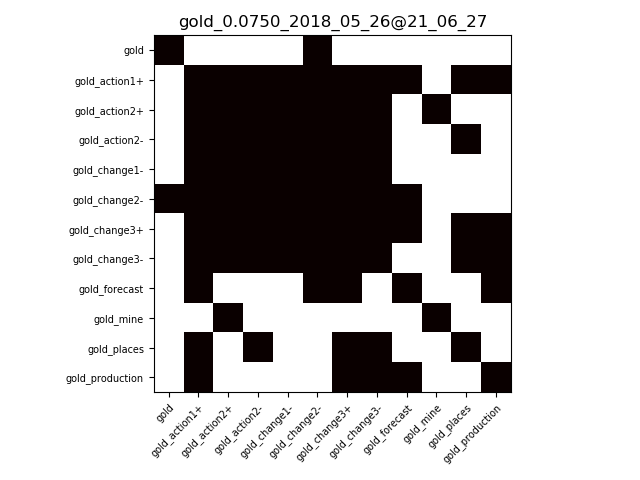 gold_0.0750_2018_05_26@21_06_27
gold
gold_action1+
gold_action2+
gold_action2-
gold_change1-
gold_change2-
gold_change3+
gold_change3-
gold_forecast
gold_mine
gold_places
gold_production
gold
gold_action1+
gold_action2+
gold_action2-
gold_change1-
gold_change2-
gold_change3+
gold_change3-
gold_forecast
gold_mine
gold_places
gold_production